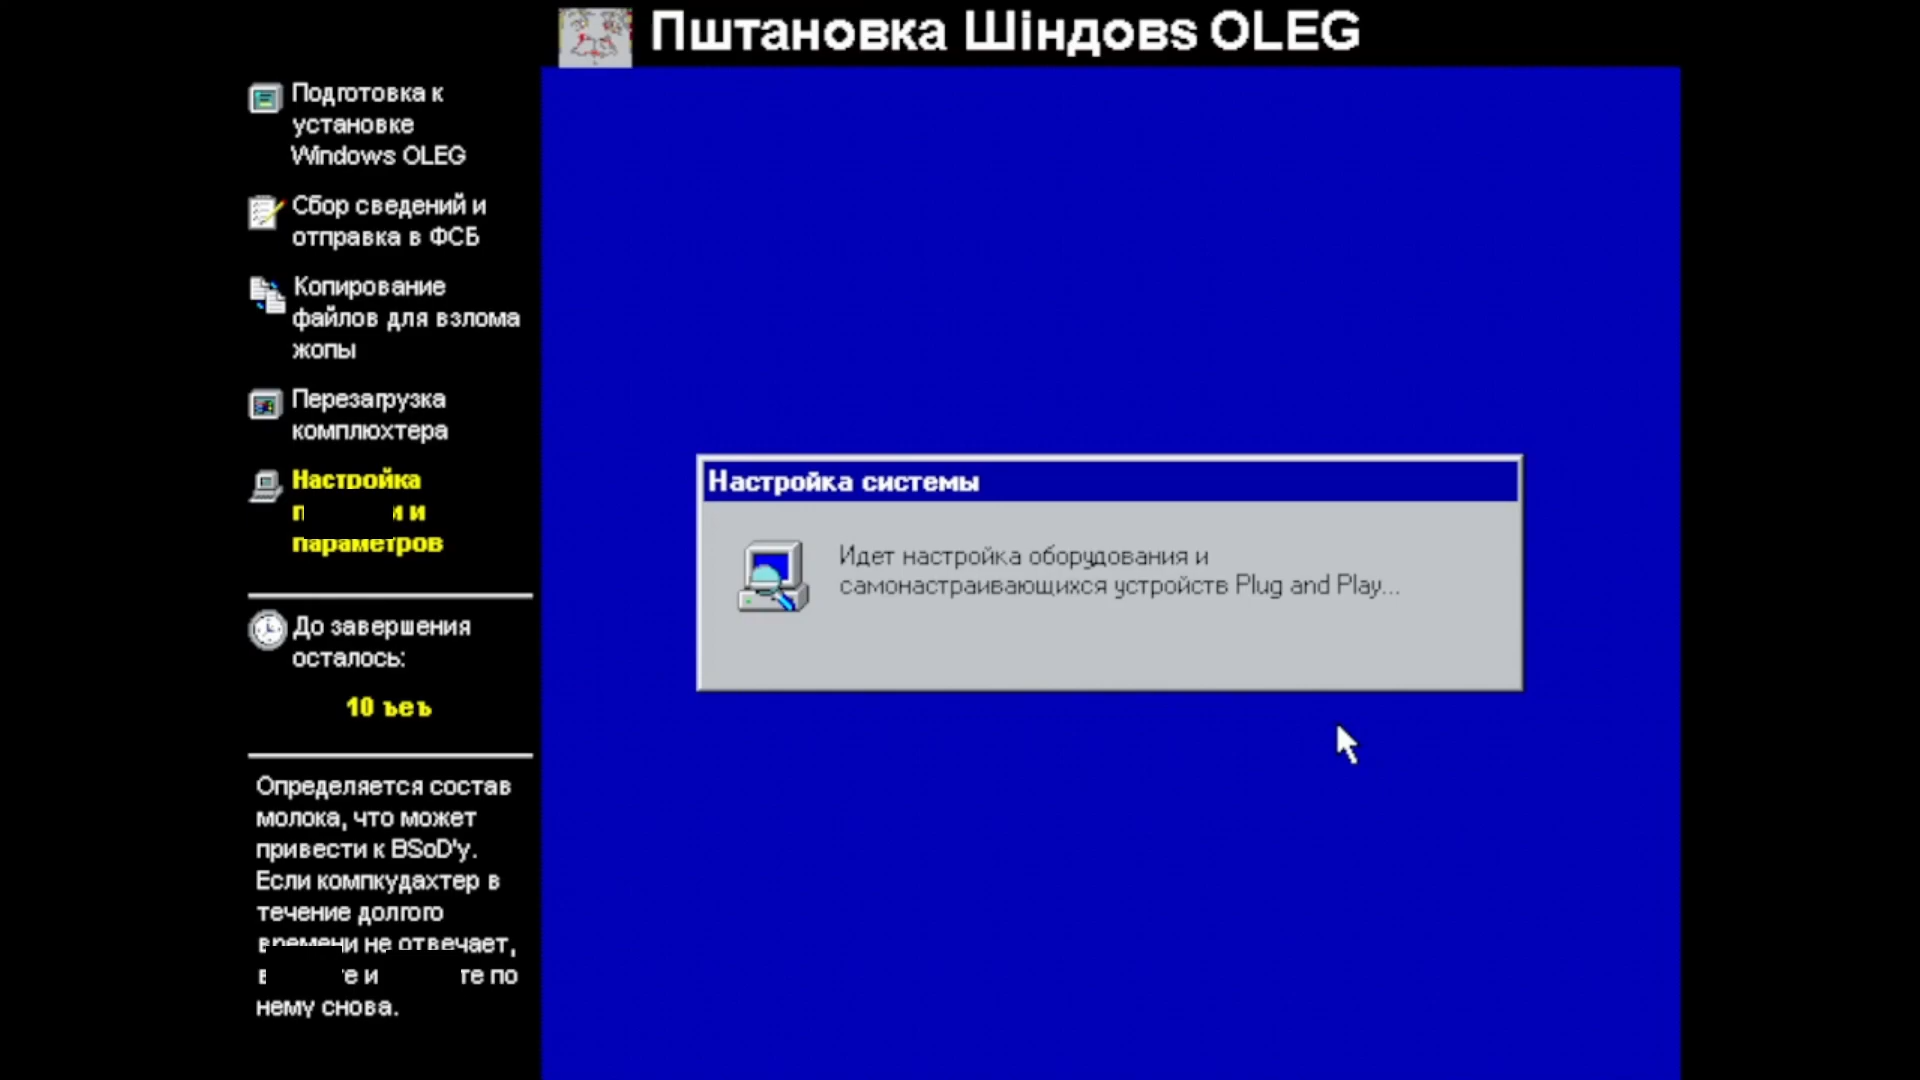 Пштановка Шiндовs OLEG
Подготовка к
установке
Windows OLEG
Сбор сведений и
отправка в ФСБ
Копирование
файлов для взлома
жопы
Перезагрузка
комплюхтера
Настройка
и
параметров
До завершения
осталось:
10 ъеъ
Определяется состав
молока, что может
привести к BSoD'у.
Если компкудахтер в
течение долгого
времени не отвечает,
и по
нему снова.
Настройка системы
Идет настройка оборудования и
самонастраивающихся устройств Plug and Play...